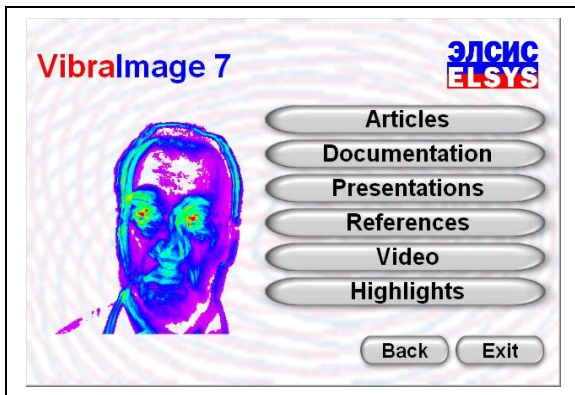 VibraImage 7
ЭЛСИС
ELSYS
Articles
Documentation
Presentations
References
Video
Highlights
Back
Exit